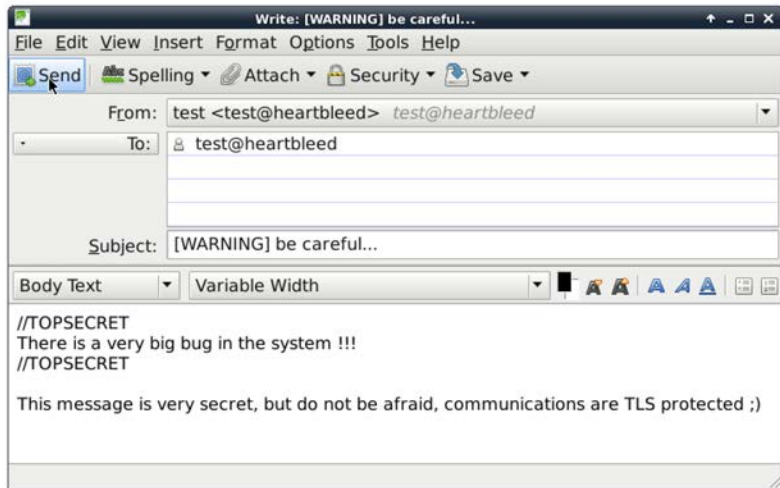 Write: [WARNING] be careful...
File Edit View Insert Format Options Tools Help
Send Spelling Attach Security Save
From: test <test@heartbleed> test@heartbleed
To: test@heartbleed
Subject: [WARNING] be careful...
Body Text Variable Width
//TOPSECRET
There is a very big bug in the system !!!
//TOPSECRET
This message is very secret, but do not be afraid, communications are TLS protected ;)